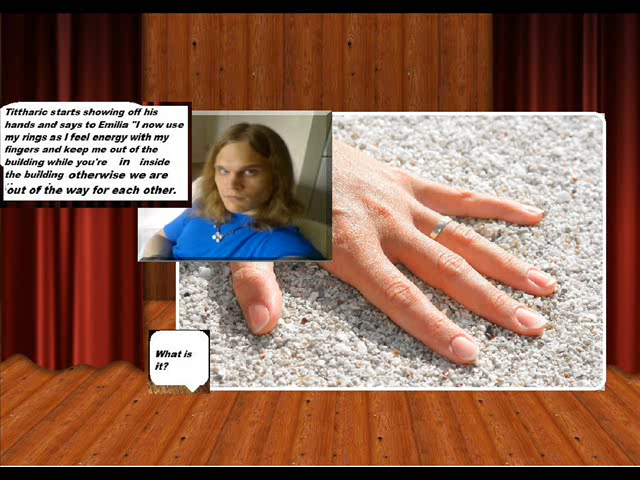 Tittharic starts showing off his
hands and says to Emilia "I now use
my rings as I feel energy with my
fingers and keep me out of the
building while you're in inside
the building otherwise we are
out of the way for each other.
What is
it?